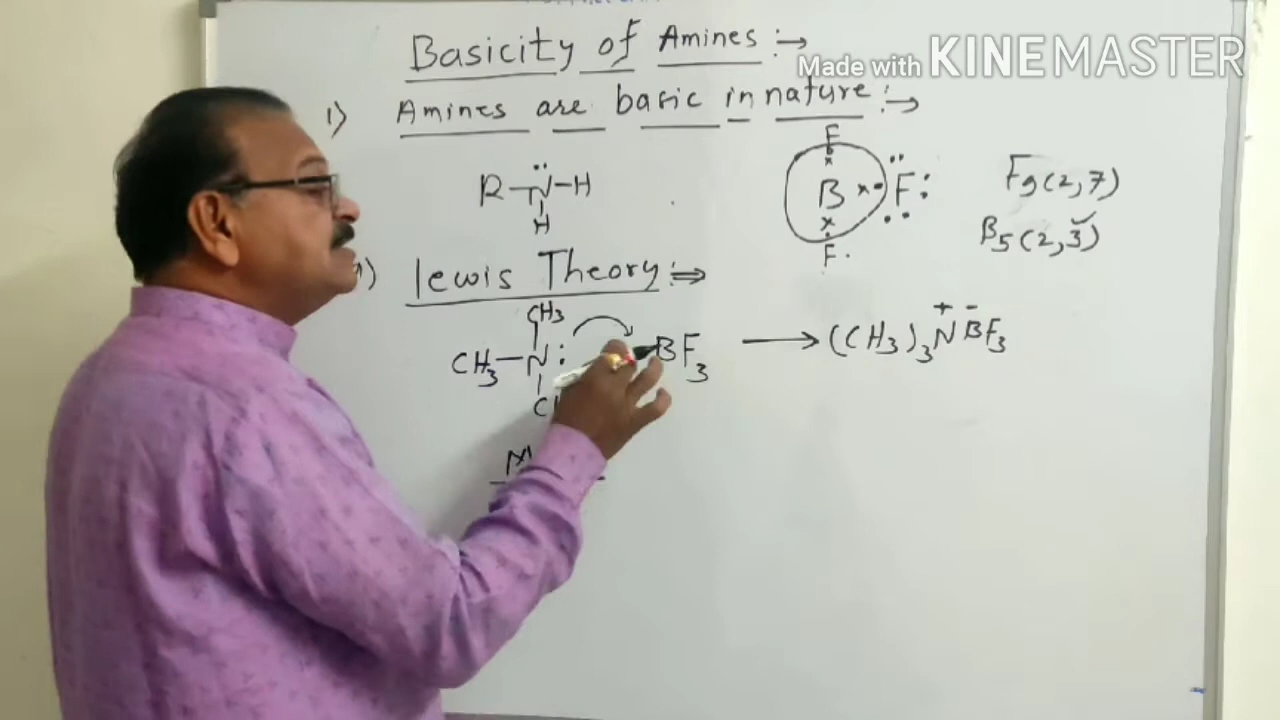 Basicity of Amines :→
Made with KINEMASTER
1) Amines are basic in nature :→
F
R–N̈–H
B ×• F
F₉(2,7)
H
B₅(2,3)
F
) Lewis Theory :⇒
CH₃
CH₃–N: BF₃ → (CH₃)₃N⁺B⁻F₃